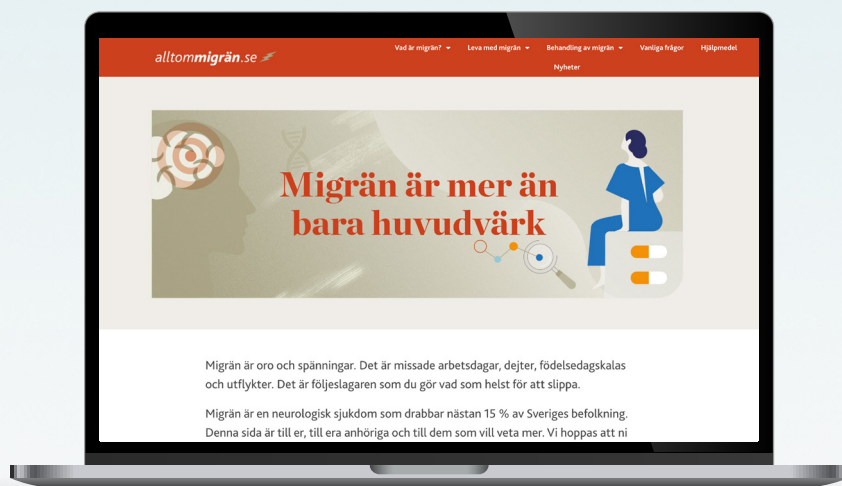 alltommigrän.se
Vad är migrän? Leva med migrän Behandling av migrän Vanliga frågor Hjälpmedel
Nyheter
Migrän är mer än
bara huvudvärk
Migrän är oro och spänningar. Det är missade arbetsdagar, dejter, födelsedagskalas
och utflykter. Det är följeslagaren som du gör vad som helst för att slippa.
Migrän är en neurologisk sjukdom som drabbar nästan 15 % av Sveriges befolkning.
Denna sida är till er, till era anhöriga och till dem som vill veta mer. Vi hoppas att ni